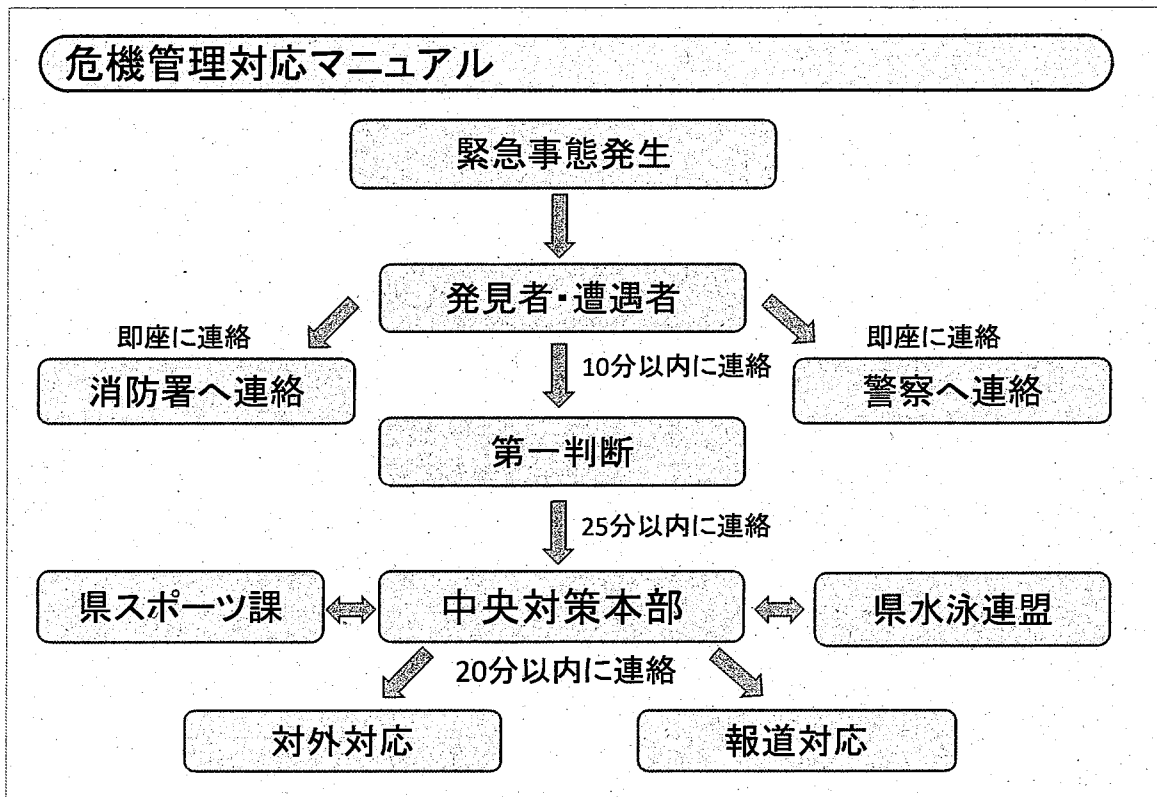 危機管理対応マニュアル
緊急事態発生
発見者・遭遇者
即座に連絡
即座に連絡
消防署へ連絡
10分以内に連絡
警察へ連絡
第一判断
25分以内に連絡
県スポーツ課
中央対策本部
県水泳連盟
20分以内に連絡
対外対応
報道対応